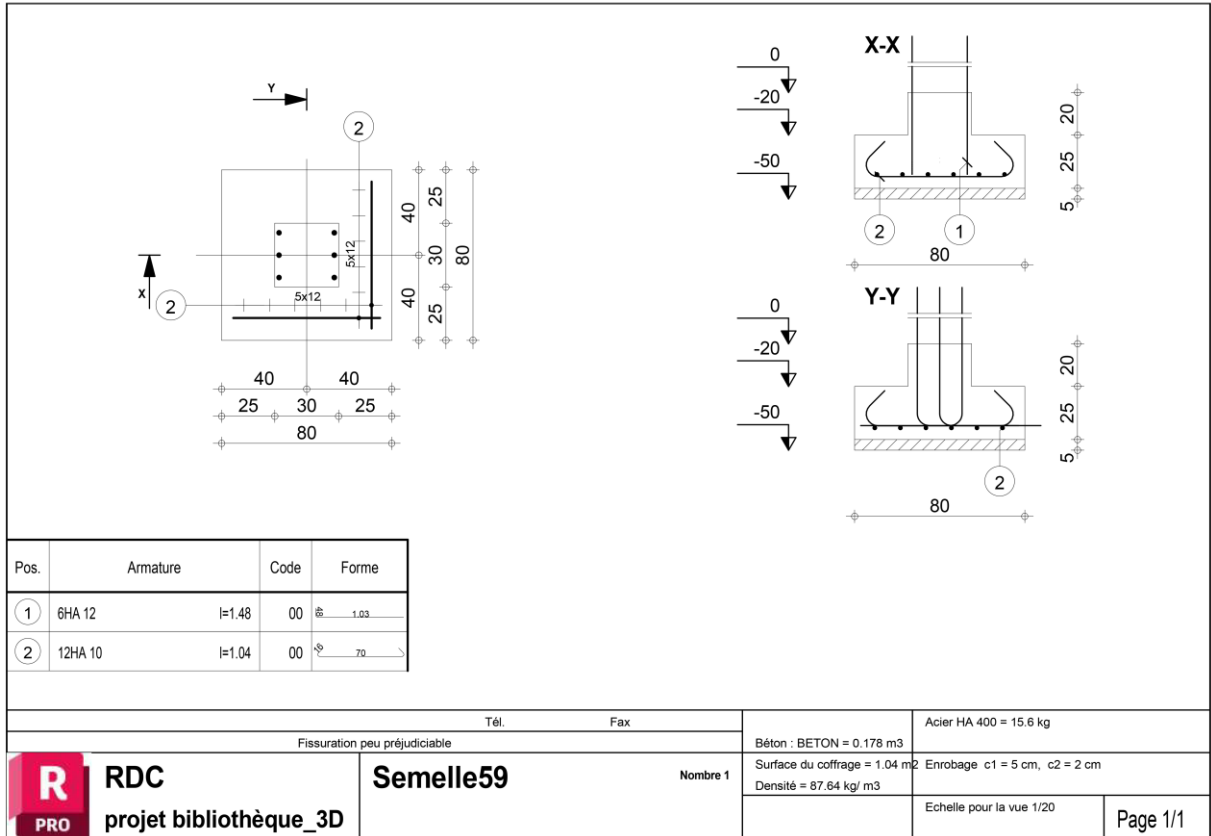 Y
2
X
2
5x12
5x12
40
40
25
30
25
80
40 40
25 30 25
80
X-X
0
-20
-50
20
25
5
2
1
80
Y-Y
0
-20
-50
20
25
5
2
80
Pos. Armature Code Forme
1 6HA 12 l=1.48 00 48 1.03
2 12HA 10 l=1.04 00 16 70
Tél. Fax
Fissuration peu préjudiciable
R
PRO
RDC
projet bibliothèque_3D
Semelle59
Nombre 1
Béton : BETON = 0.178 m3
Surface du coffrage = 1.04 m2
Densité = 87.64 kg/ m3
Acier HA 400 = 15.6 kg
Enrobage c1 = 5 cm, c2 = 2 cm
Echelle pour la vue 1/20
Page 1/1